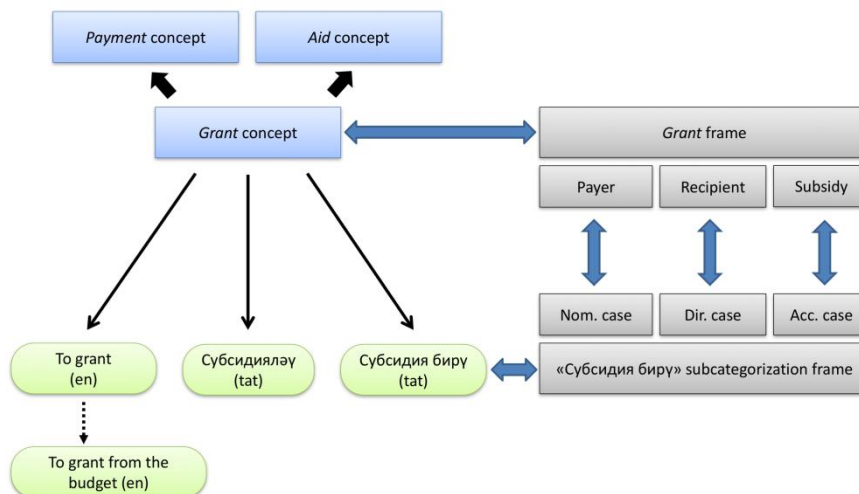 Payment concept
Aid concept
Grant concept
Grant frame
Payer
Recipient
Subsidy
Nom. case
Dir. case
Acc. case
To grant
(en)
Субсидияләү
(tat)
Субсидия бирү
(tat)
«Субсидия бирү» subcategorization frame
To grant from the
budget (en)